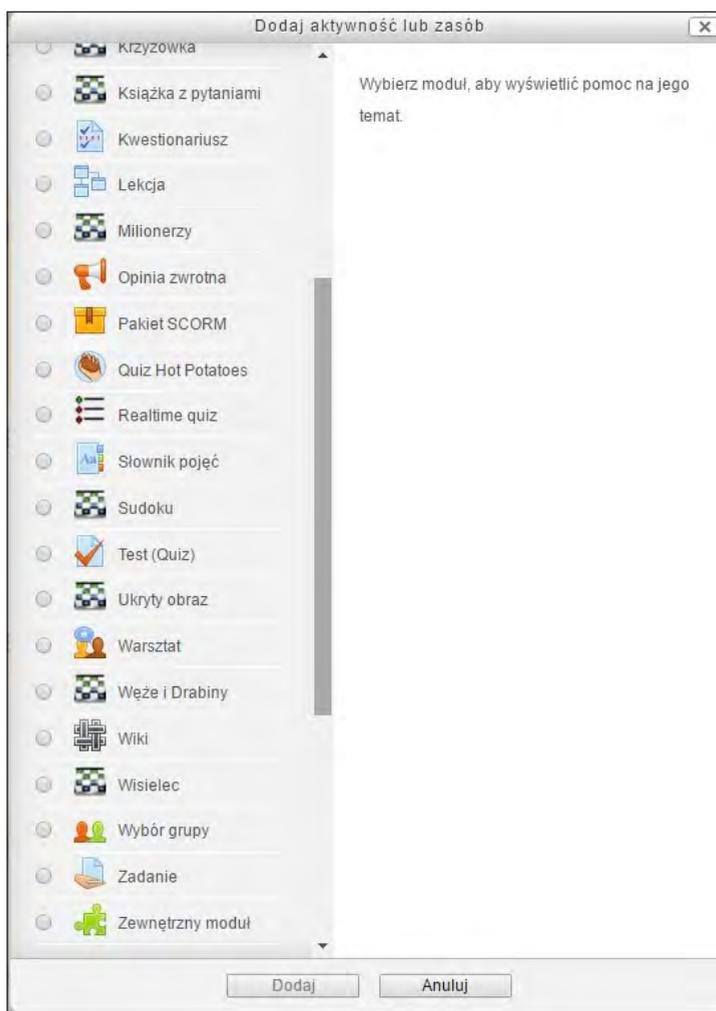 Dodaj aktywność lub zasób
Krzyżówka
Książka z pytaniami
Kwestionariusz
Lekcja
Milionerzy
Opinia zwrotna
Pakiet SCORM
Quiz Hot Potatoes
Realtime quiz
Słownik pojęć
Sudoku
Test (Quiz)
Ukryty obraz
Warsztat
Węże i Drabiny
Wiki
Wisielec
Wybór grupy
Zadanie
Zewnętrzny moduł
Wybierz moduł, aby wyświetlić pomoc na jego
temat.
Dodaj
Anuluj